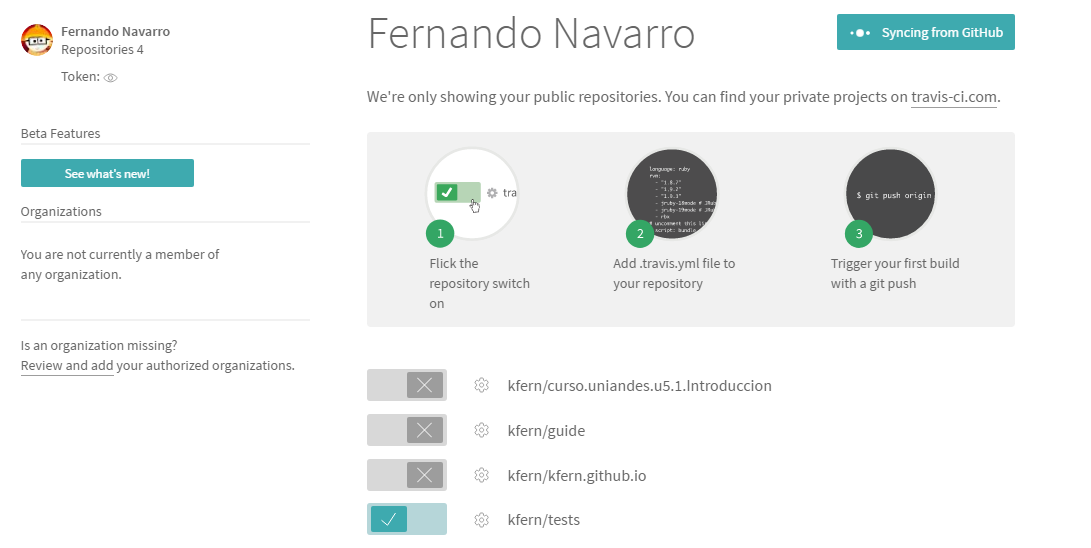 Fernando Navarro
Repositories 4
Token:
Beta Features
See what's new!
Organizations
You are not currently a member of
any organization.
Is an organization missing?
Review and add your authorized organizations.
Fernando Navarro
Syncing from GitHub
We're only showing your public repositories. You can find your private projects on travis-ci.com.
tra
1
Flick the
repository switch
on
language: ruby
rvm:
- "1.8.7"
- "1.9.2"
- "1.9.3"
- jruby-18mode # JRub
- jruby-19mode # JRu
- rbx
# uncomment this li
script: bundle
2
Add .travis.yml file to
your repository
$ git push origin
3
Trigger your first build
with a git push
kfern/curso.uniandes.u5.1.Introduccion
kfern/guide
kfern/kfern.github.io
kfern/tests